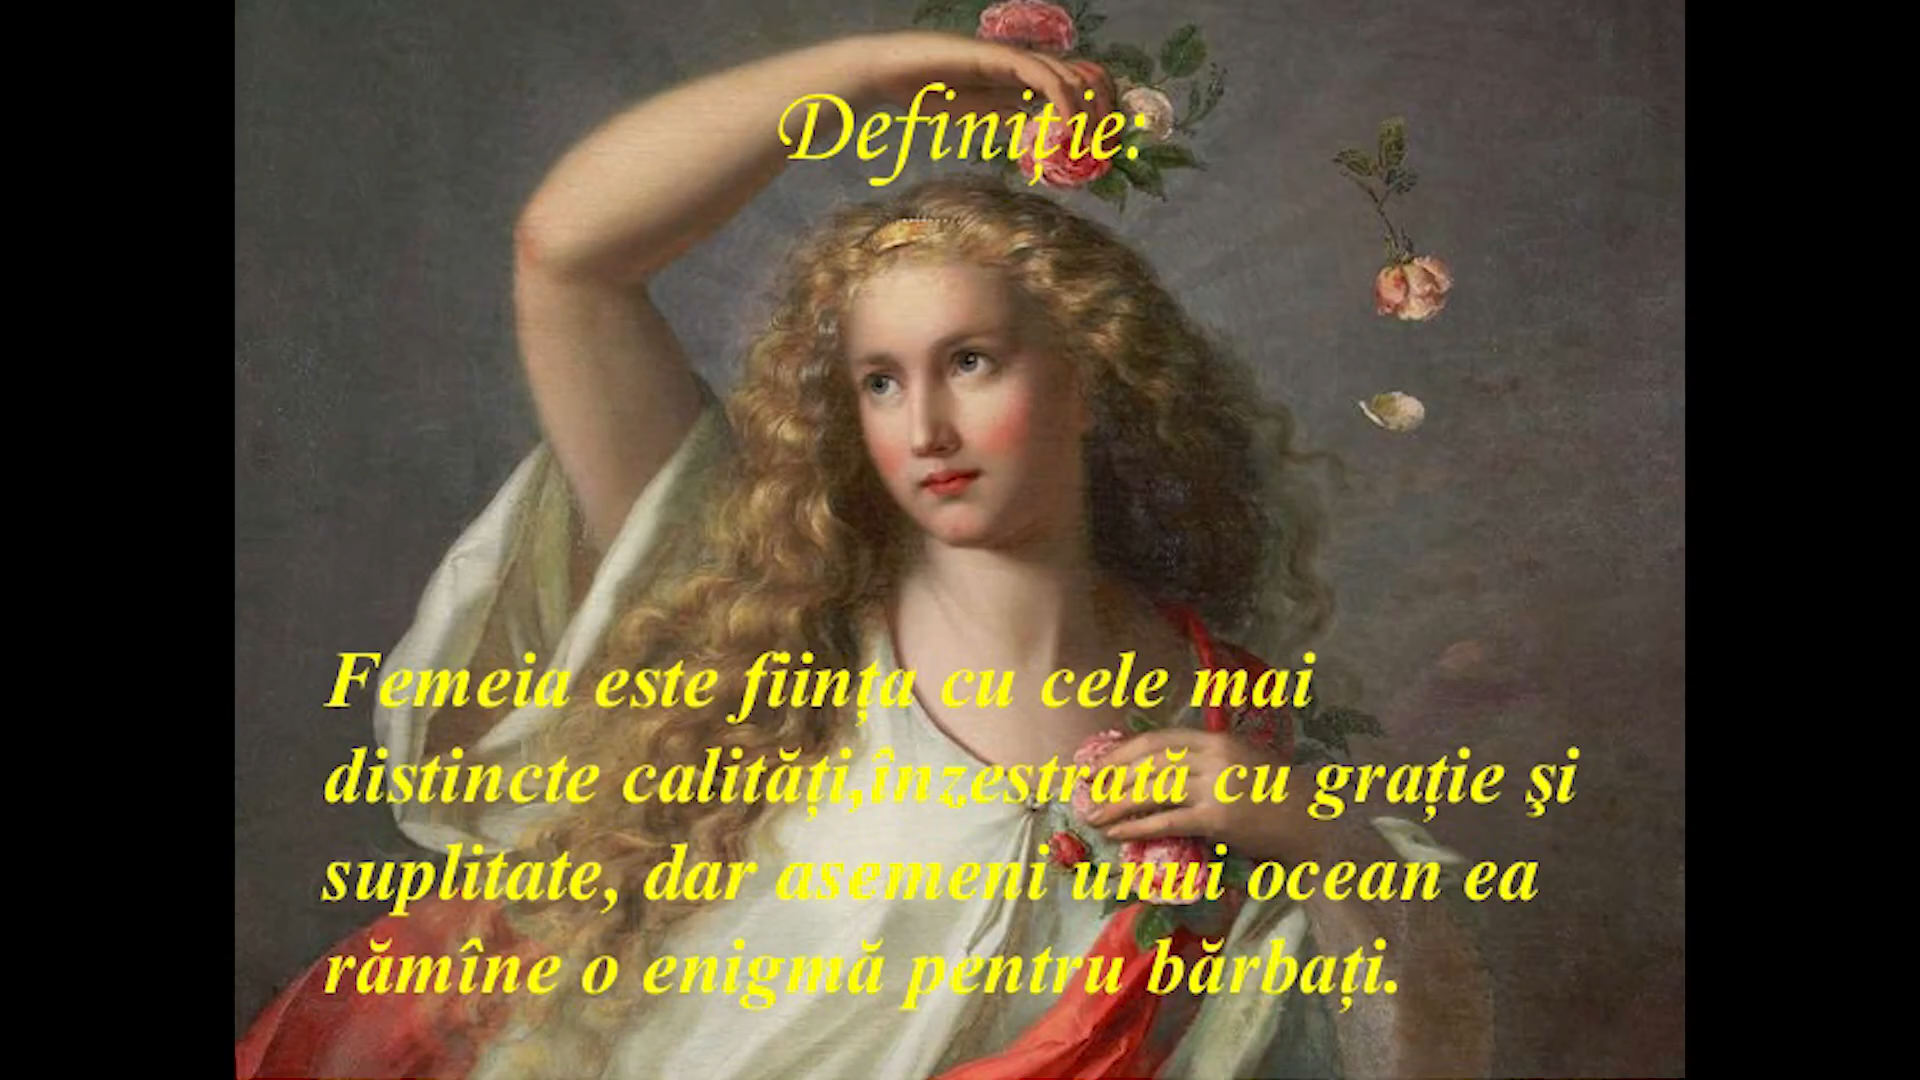 Definiție:
Femeia este ființa cu cele mai
distincte calități,înzestrată cu grație şi
suplitate, dar asemeni unui ocean ea
rămîne o enigmă pentru bărbați.